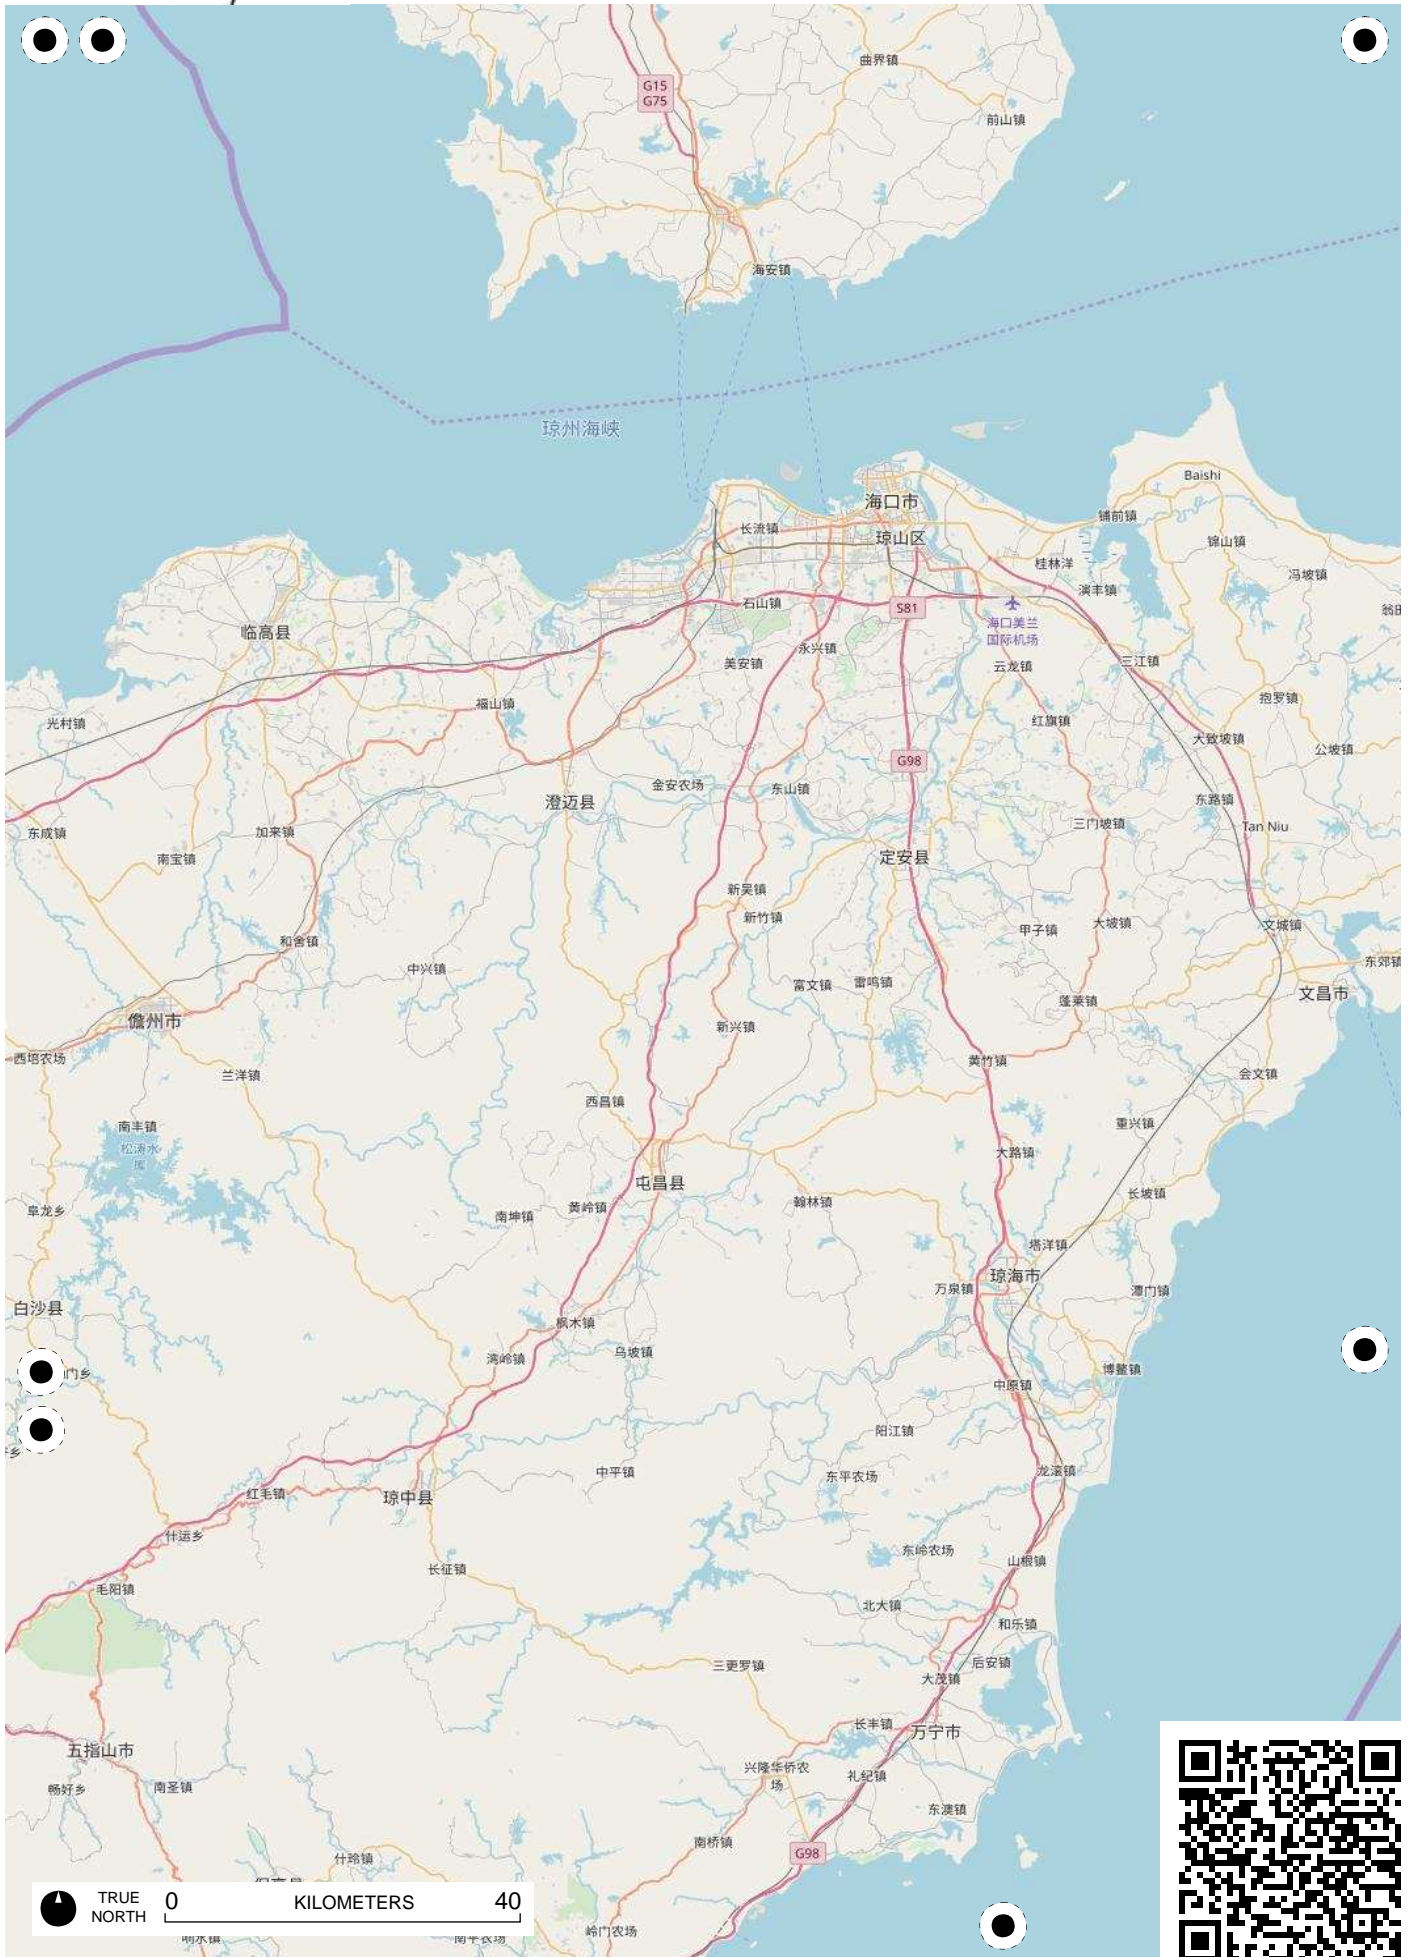 曲界镇
G15
G75
前山镇
海安镇
琼州海峡
Baishi
海口市
铺前镇
长流镇
琼山区
锦山镇
桂林洋
冯坡镇
演丰镇
石山镇
S81
海口美兰
国际机场
临高县
永兴镇
美安镇
三江镇
云龙镇
抱罗镇
福山镇
光村镇
红旗镇
大致坡镇
公坡镇
G98
金安农场
东山镇
澄迈县
东路镇
三门坡镇
Tan Niu
东成镇
加来镇
南宝镇
定安县
新吴镇
新竹镇
大坡镇
文城镇
甲子镇
和舍镇
东郊镇
中兴镇
富文镇
雷鸣镇
文昌市
蓬莱镇
儋州市
新兴镇
西培农场
黄竹镇
兰洋镇
会文镇
西昌镇
南丰镇
重兴镇
松涛水
库
大路镇
屯昌县
长坡镇
翰林镇
黄岭镇
阜龙乡
南坤镇
塔洋镇
琼海市
万泉镇
潭门镇
白沙县
枫木镇
乌坡镇
湾岭镇
门乡
博鳌镇
中原镇
阳江镇
乡
中平镇
东平农场
龙滚镇
红毛镇
琼中县
什运乡
东岭农场
山根镇
长征镇
毛阳镇
北大镇
和乐镇
后安镇
三更罗镇
大茂镇
长丰镇
万宁市
五指山市
兴隆华侨农
场
礼纪镇
畅好乡
南圣镇
东澳镇
南桥镇
G98
什玲镇
TRUE
NORTH
0 KILOMETERS 40
岭门农场